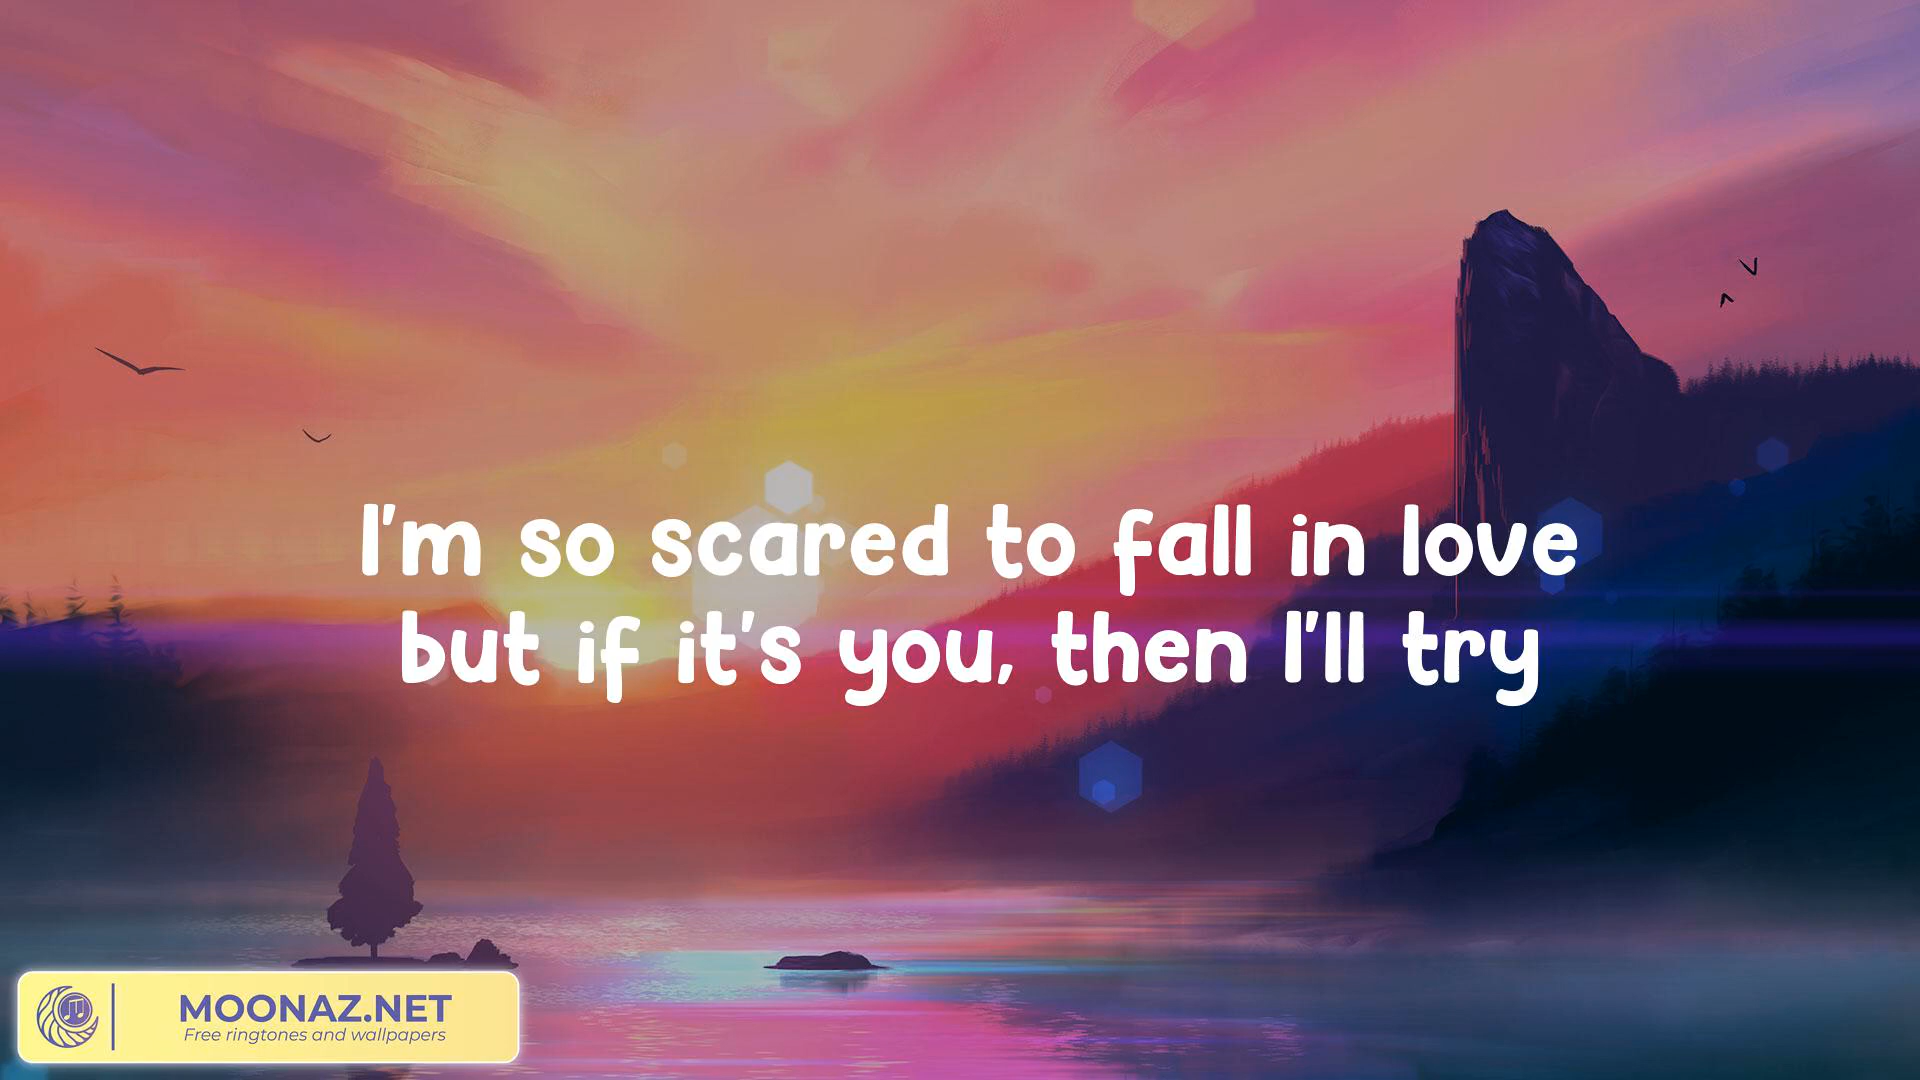 I'm so scared to fall in love
but if it's you, then I'll try
MOONAZ.NET
Free ringtones and wallpapers